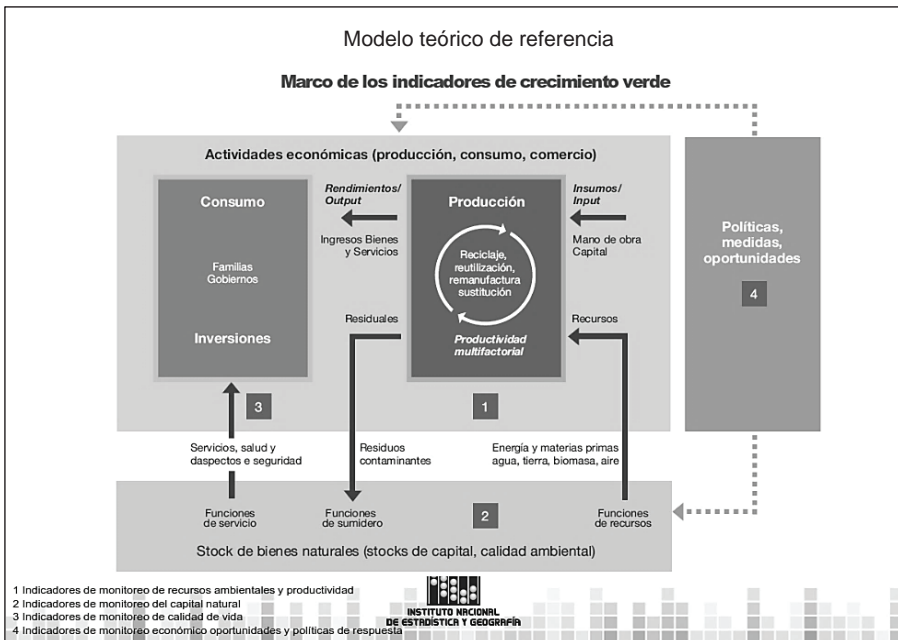 Modelo teórico de referencia
Marco de los indicadores de crecimiento verde
Actividades económicas (producción, consumo, comercio)
Consumo
Familias
Gobiernos
Inversiones
Rendimientos/
Output
Ingresos Bienes
y Servicios
Residuales
Producción
Reciclaje,
reutilización,
remanufactura
sustitución
Productividad
multifactorial
Insumos/
Input
Mano de obra
Capital
Recursos
Políticas,
medidas,
oportunidades
4
3
1
Servicios, salud y
daspectos e seguridad
Residuos
contaminantes
Energía y materias primas
agua, tierra, biomasa, aire
Funciones
de servicio
Funciones
de sumidero
2
Funciones
de recursos
Stock de bienes naturales (stocks de capital, calidad ambiental)
1 Indicadores de monitoreo de recursos ambientales y productividad
2 Indicadores de monitoreo del capital natural
3 Indicadores de monitoreo de calidad de vida
4 Indicadores de monitoreo económico oportunidades y políticas de respuesta
INSTITUTO NACIONAL
DE ESTADÍSTICA Y GEOGRAFÍA